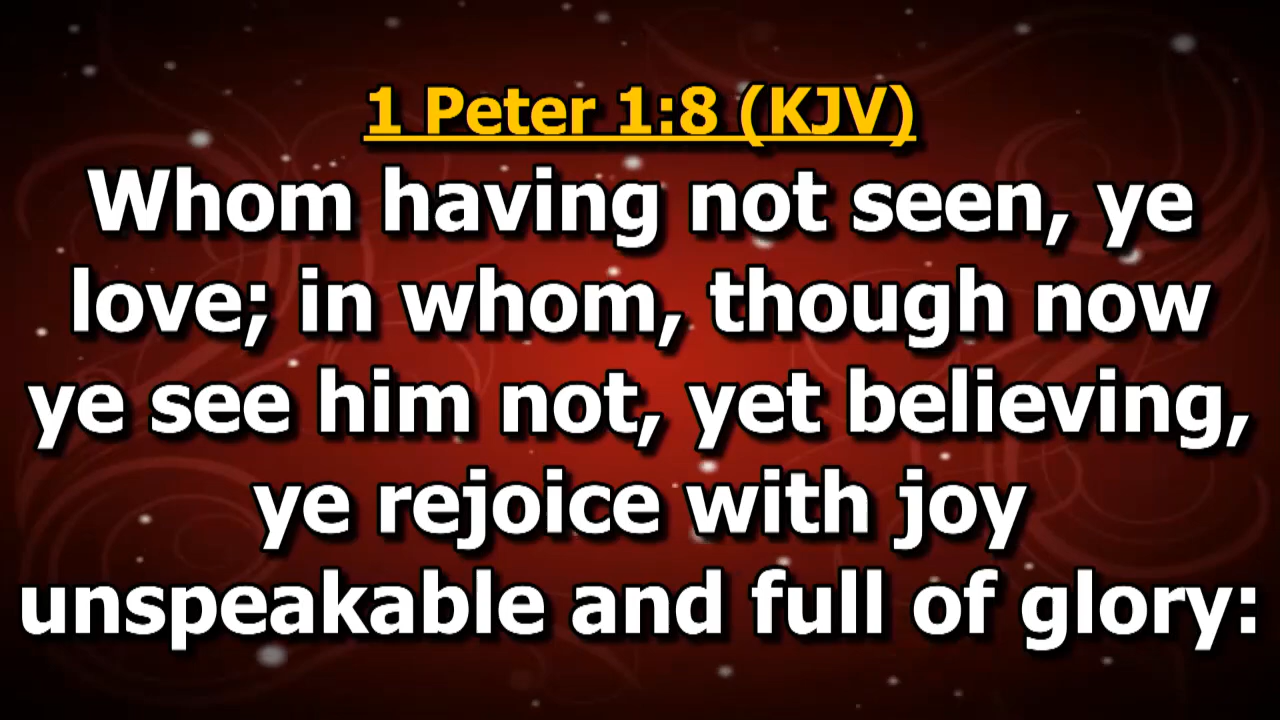 1 Peter 1:8 (KJV)
Whom having not seen, ye
love; in whom, though now
ye see him not, yet believing,
ye rejoice with joy
unspeakable and full of glory: